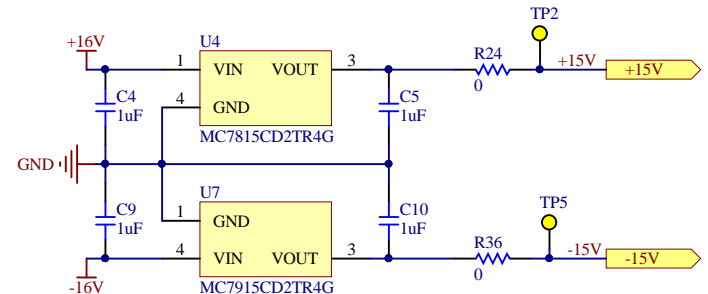 TP2
+16V
U4
R24
1
VIN
VOUT
3
+15V
+15V
C4
1uF
4
GND
C5
1uF
0
MC7815CD2TR4G
GND
U7
C9
1uF
1
GND
C10
1uF
TP5
R36
4
VIN
VOUT
3
-15V
-15V
-16V
MC7915CD2TR4G
0